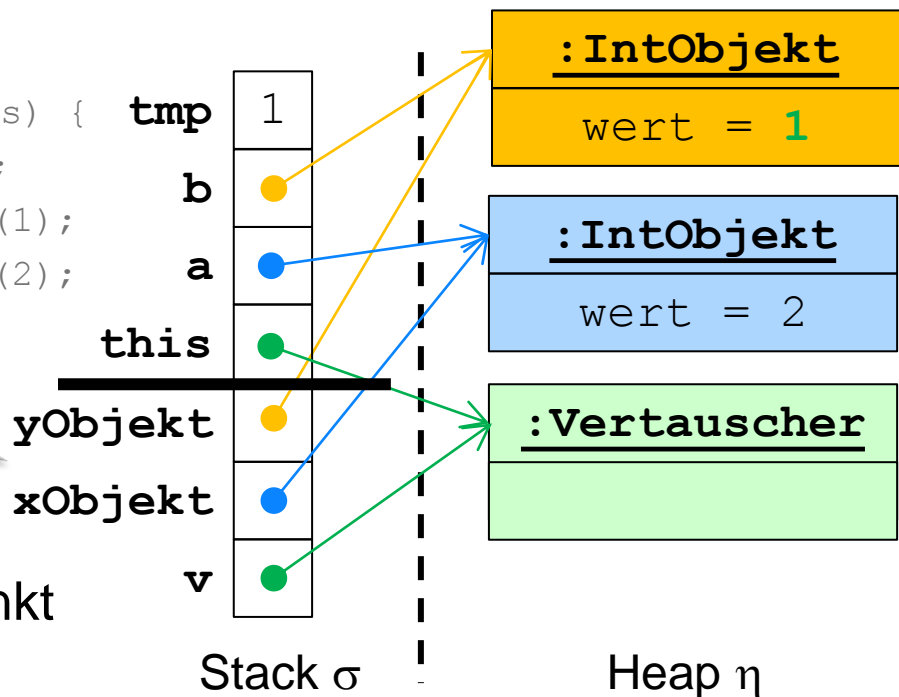 s) {
;
(1);
(2);
nkt
tmp
1
b
a
this
yObjekt
xObjekt
v
Stack σ
:IntObjekt
wert = 1
:IntObjekt
wert = 2
:Vertauscher
Heap η